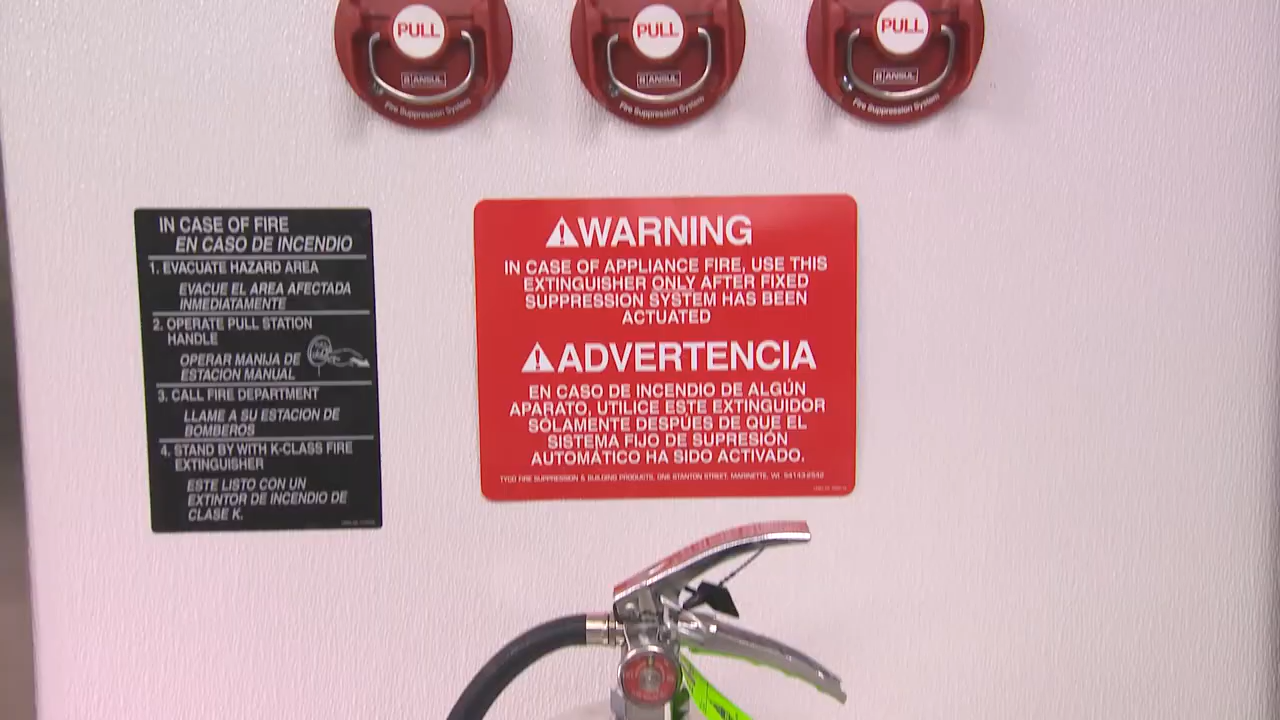 PULL
ANSUL
Fire Suppression System
PULL
ANSUL
Fire Suppression System
PULL
ANSUL
Fire Suppression System
IN CASE OF FIRE
EN CASO DE INCENDIO
1. EVACUATE HAZARD AREA
EVACUE EL AREA AFECTADA
INMEDIATAMENTE
2. OPERATE PULL STATION
HANDLE
OPERAR MANIJA DE
ESTACION MANUAL
3. CALL FIRE DEPARTMENT
LLAME A SU ESTACION DE
BOMBEROS
4. STAND BY WITH K-CLASS FIRE
EXTINGUISHER
ESTE LISTO CON UN
EXTINTOR DE INCENDIO DE
CLASE K.
WARNING
IN CASE OF APPLIANCE FIRE, USE THIS
EXTINGUISHER ONLY AFTER FIXED
SUPPRESSION SYSTEM HAS BEEN
ACTUATED
ADVERTENCIA
EN CASO DE INCENDIO DE ALGÚN
APARATO, UTILICE ESTE EXTINGUIDOR
SÓLAMENTE DESPUÉS DE QUE EL
SISTEMA FIJO DE SUPRESIÓN
AUTOMÁTICO HA SIDO ACTIVADO.
TYCO FIRE SUPPRESSION & BUILDING PRODUCTS, ONE STANTON STREET, MARINETTE, WI 54143-2542